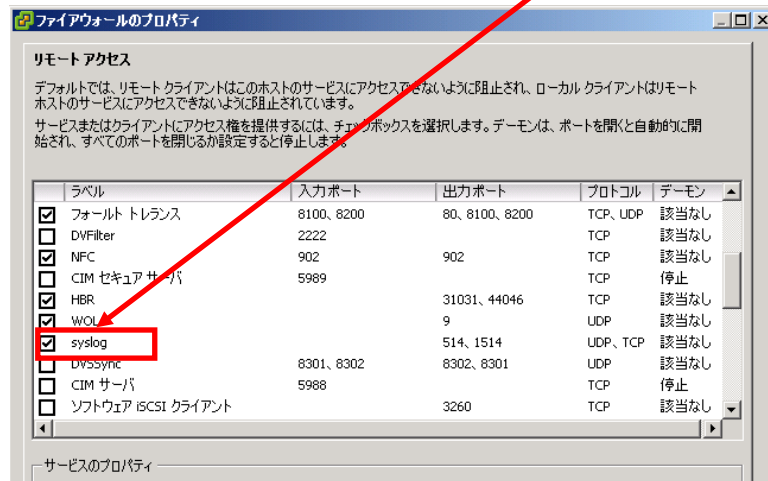 ファイアウォールのプロパティ
リモート アクセス
デフォルトでは、リモート クライアントはこのホストのサービスにアクセスできないように阻止され、ローカル クライアントはリモート
ホストのサービスにアクセスできないように阻止されています。
サービスまたはクライアントにアクセス権を提供するには、チェックボックスを選択します。デーモンは、ポートを開くと自動的に開
始され、すべてのポートを閉じるか設定すると停止します。
ラベル 入力ポート 出力ポート プロトコル デーモン
フォールト トレランス 8100、8200 80、8100、8200 TCP、UDP 該当なし
DVFilter 2222 TCP 該当なし
NFC 902 902 TCP 該当なし
CIM セキュア サーバ 5989 TCP 停止
HBR 31031、44046 TCP 該当なし
WOL 9 UDP 該当なし
syslog 514、1514 UDP、TCP 該当なし
DVSSync 8301、8302 8302、8301 UDP 該当なし
CIM サーバ 5988 TCP 停止
ソフトウェア iSCSI クライアント 3260 TCP 該当なし
サービスのプロパティ